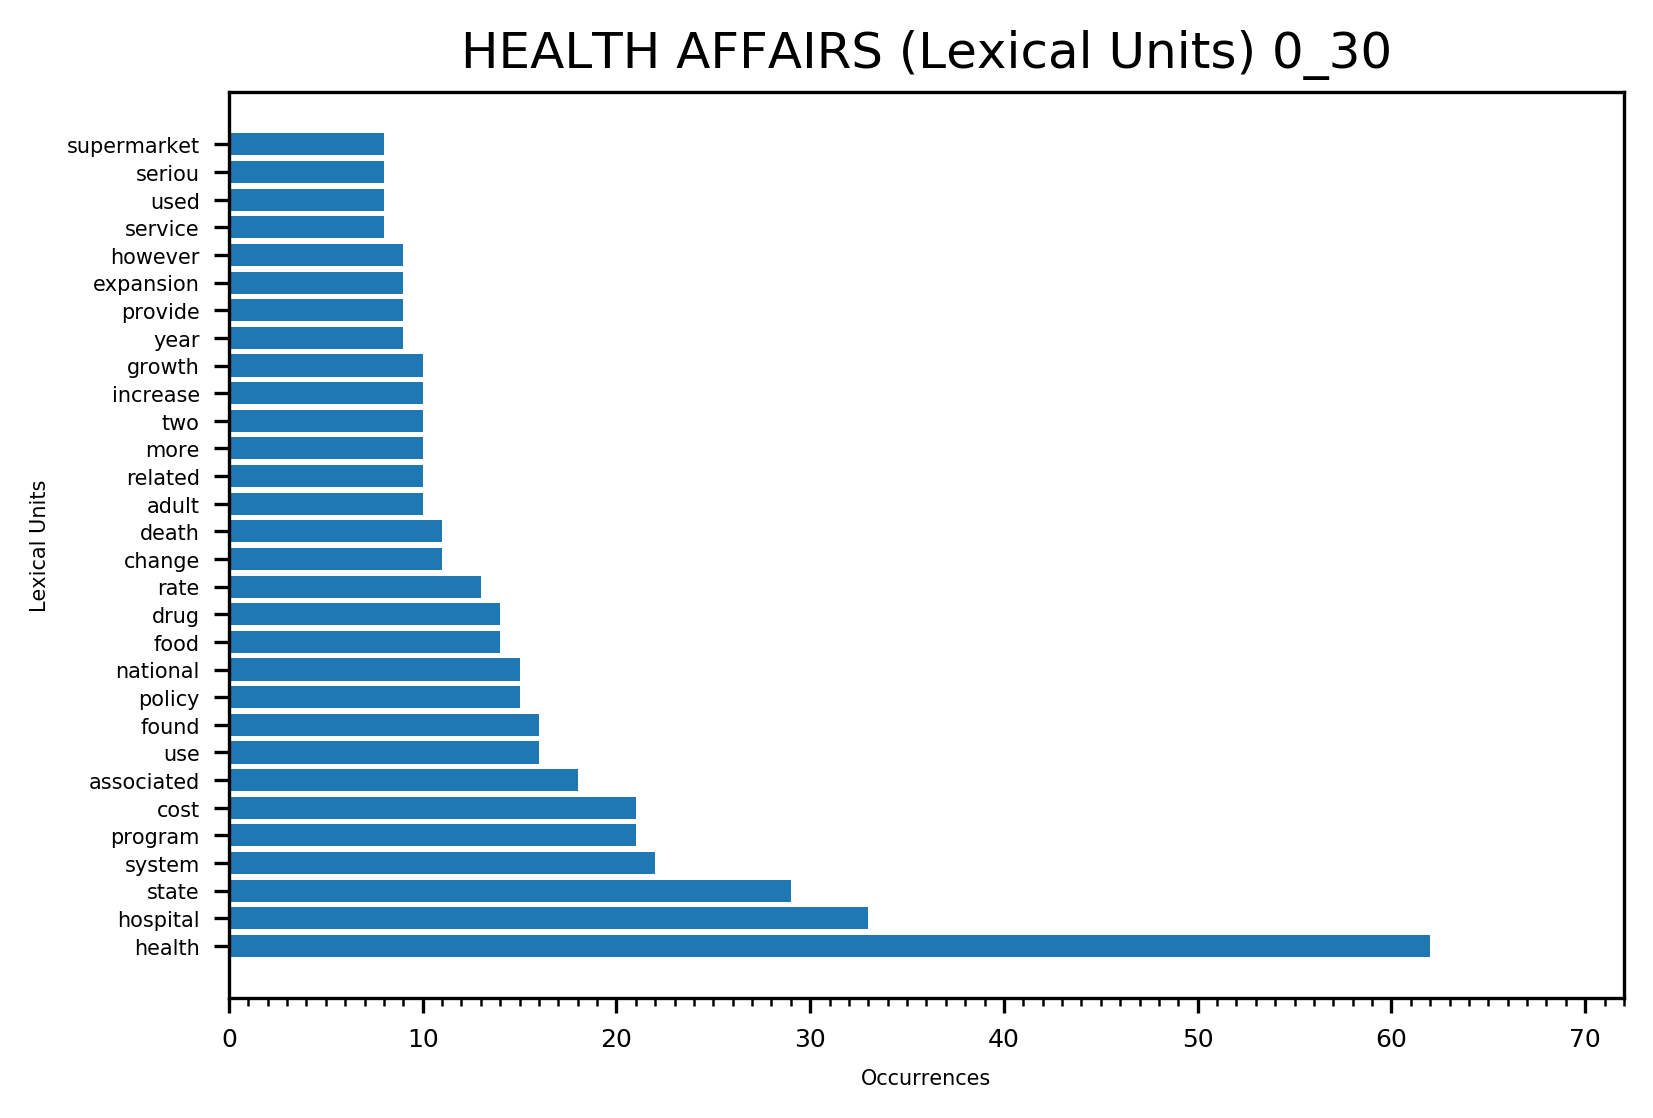 HEALTH AFFAIRS (Lexical Units) 0_30
supermarket
seriou
used
service
however
expansion
provide
year
growth
increase
two
more
related
adult
death
change
rate
drug
food
national
policy
found
use
associated
cost
program
system
state
hospital
health
Lexical Units
0 10 20 30 40 50 60 70
Occurrences